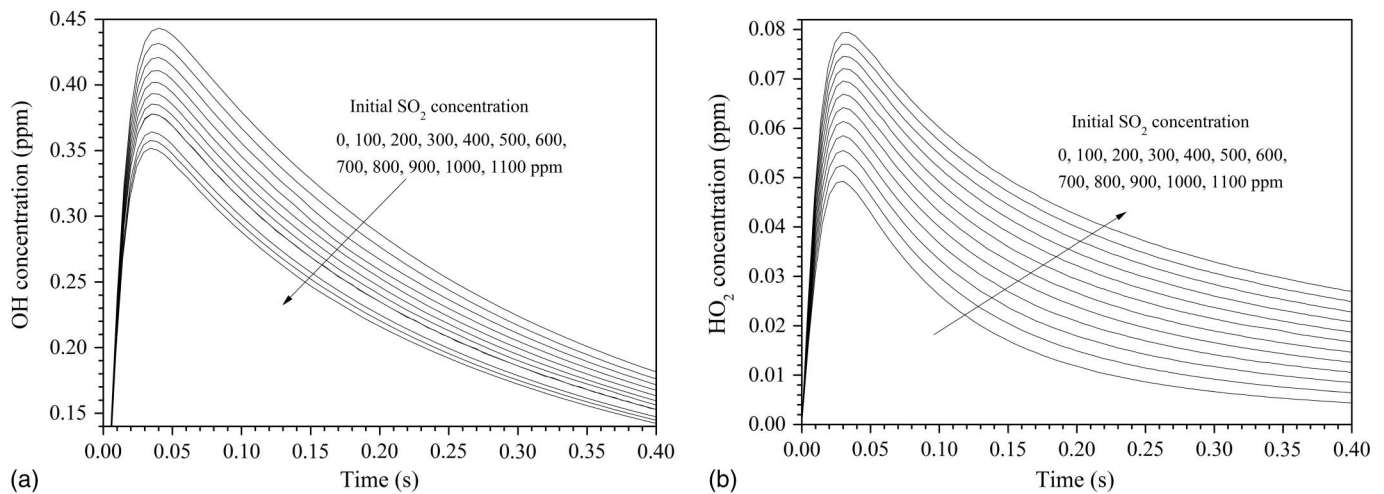 0.45
0.40
0.35
0.30
0.25
0.20
0.15
OH concentration (ppm)
Initial SO2 concentration
0, 100, 200, 300, 400, 500, 600,
700, 800, 900, 1000, 1100 ppm
0.00 0.05 0.10 0.15 0.20 0.25 0.30 0.35 0.40
Time (s)
(a)
0.08
0.07
0.06
0.05
0.04
0.03
0.02
0.01
0.00
HO2 concentration (ppm)
Initial SO2 concentration
0, 100, 200, 300, 400, 500, 600,
700, 800, 900, 1000, 1100 ppm
0.00 0.05 0.10 0.15 0.20 0.25 0.30 0.35 0.40
Time (s)
(b)